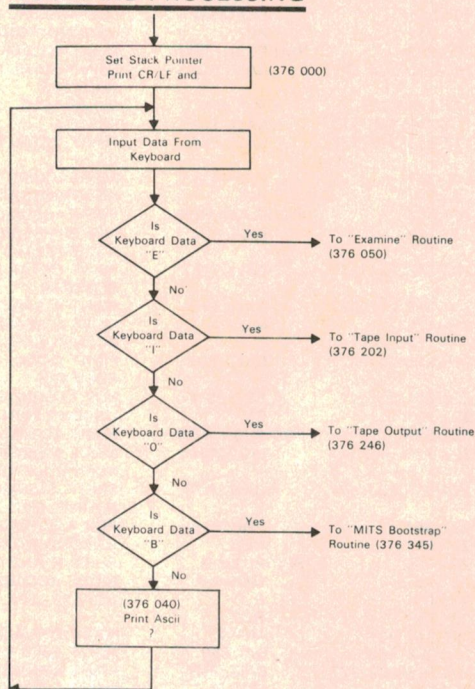 Set Stack Pointer
Print CR/LF and
(376 000)
Input Data From
Keyboard
Is
Keyboard Data
"E"
Yes
To "Examine" Routine
(376 050)
No
Is
Keyboard Data
"I"
Yes
To "Tape Input" Routine
(376 202)
No
Is
Keyboard Data
"O"
Yes
To "Tape Output" Routine
(376 246)
No
Is
Keyboard Data
"B"
Yes
To "MITS Bootstrap"
Routine (376 345)
No
(376 040)
Print Ascii
?